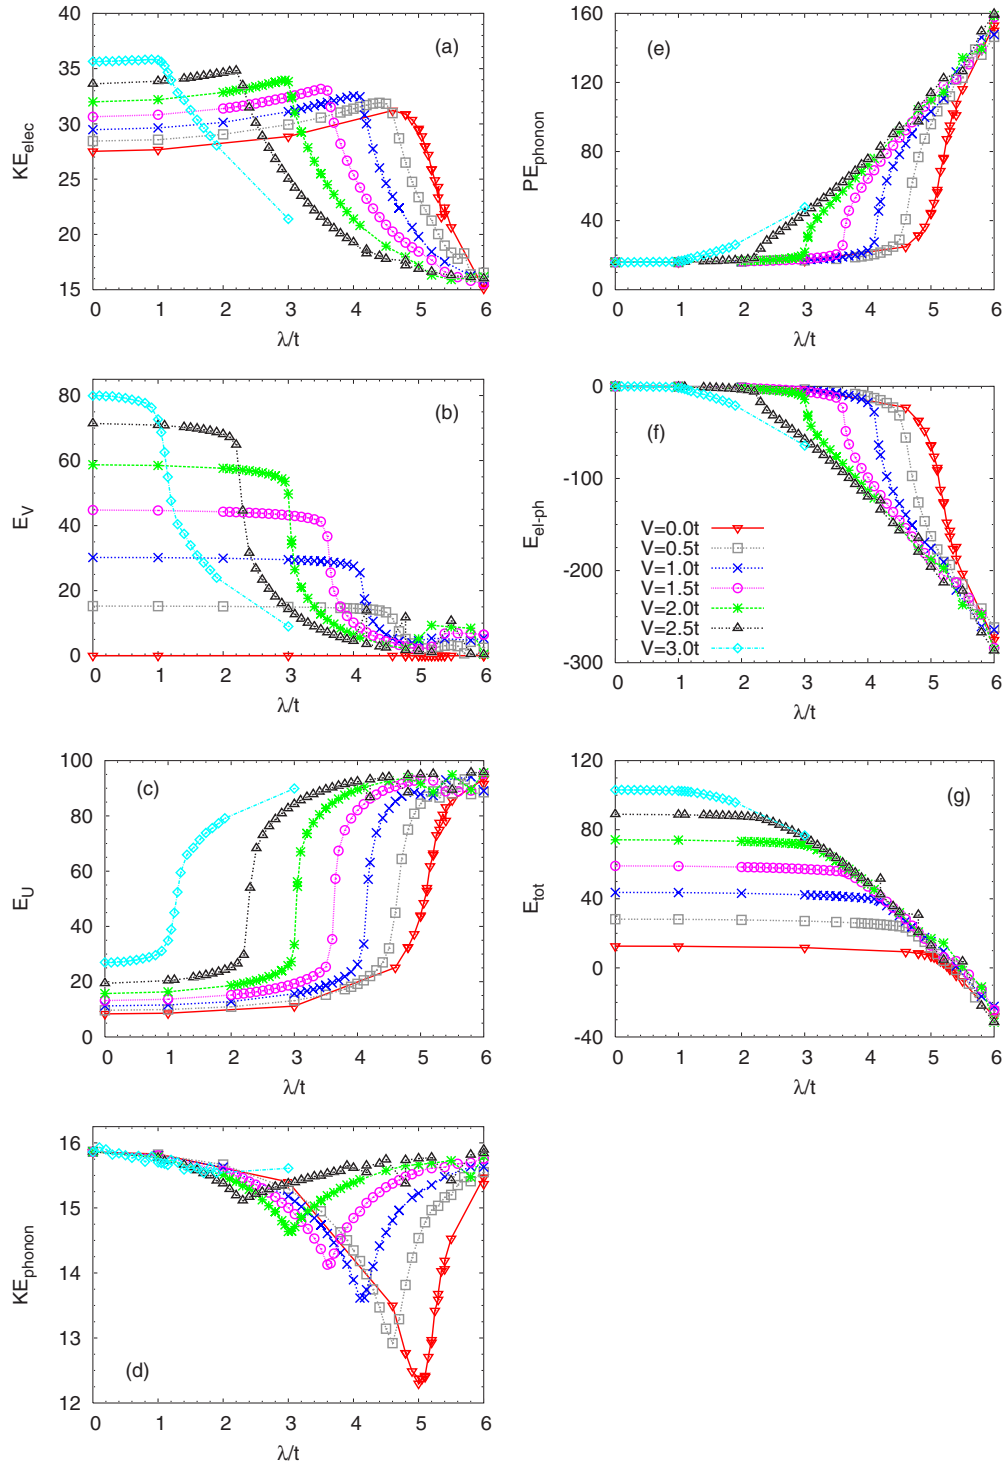 40
35
30
25
20
15
KE_elec
(a)
0 1 2 3 4 5 6
λ/t
160
120
80
40
0
PE_phonon
(e)
0 1 2 3 4 5 6
λ/t
80
60
40
20
0
E_V
(b)
0 1 2 3 4 5 6
λ/t
0
-100
-200
-300
E_el-ph
(f)
V=0.0t
V=0.5t
V=1.0t
V=1.5t
V=2.0t
V=2.5t
V=3.0t
0 1 2 3 4 5 6
λ/t
100
80
60
40
20
0
E_U
(c)
0 1 2 3 4 5 6
λ/t
120
80
40
0
-40
E_tot
(g)
0 1 2 3 4 5 6
λ/t
16
15
14
13
12
KE_phonon
(d)
0 1 2 3 4 5 6
λ/t